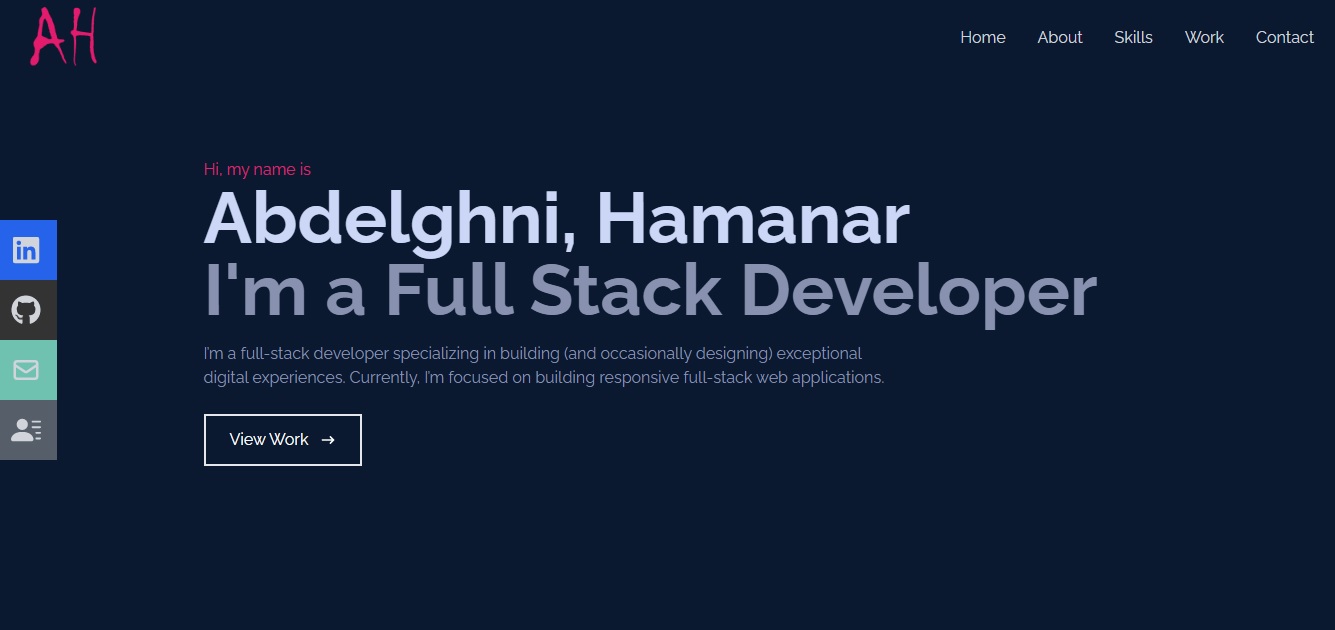 AH
Home About Skills Work Contact
Hi, my name is
Abdelghni, Hamanar
I'm a Full Stack Developer
in
I'm a full-stack developer specializing in building (and occasionally designing) exceptional
digital experiences. Currently, I'm focused on building responsive full-stack web applications.
View Work →